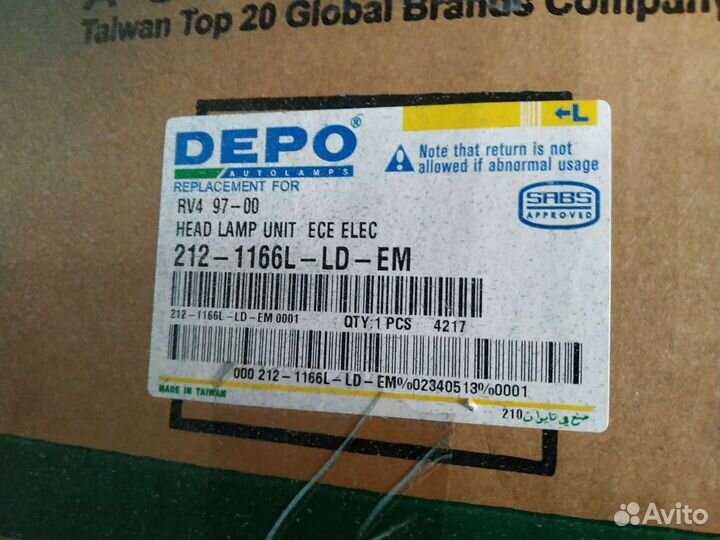 Taiwan Top 20 Global Brands Company
←L
DEPO®
AUTOLAMPS
Note that return is not
allowed if abnormal usage
REPLACEMENT FOR
RV4 97-00
SABS
APPROVED
HEAD LAMP UNIT ECE ELEC
212-1166L-LD-EM
212-1166L-LD-EM 0001 QTY:1 PCS 4217
000 212-1166L-LD-EM%02340513%0001
MADE IN TAIWAN
210 صنع في تايوان
Avito